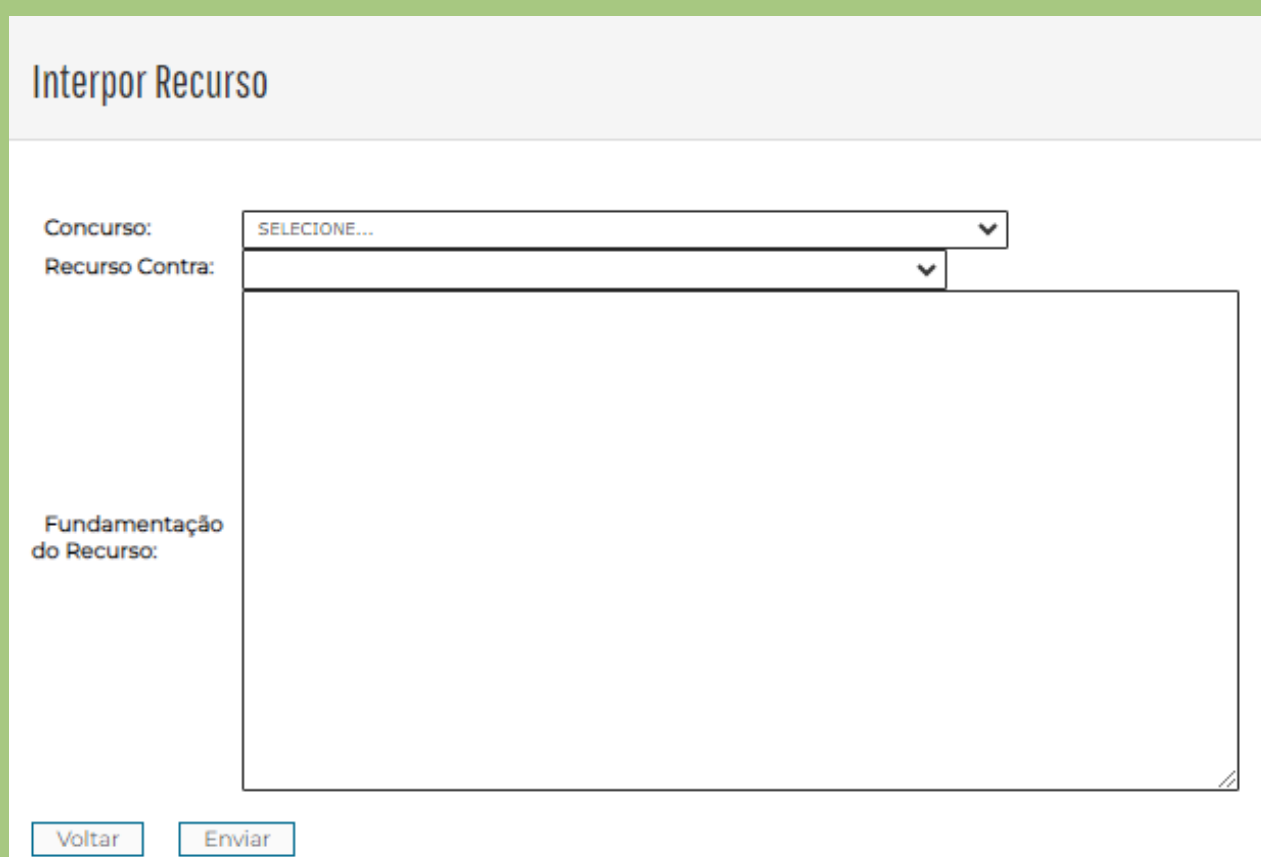 Interpor Recurso
Concurso: SELECIONE...
Recurso Contra:
Fundamentação
do Recurso:
Voltar Enviar